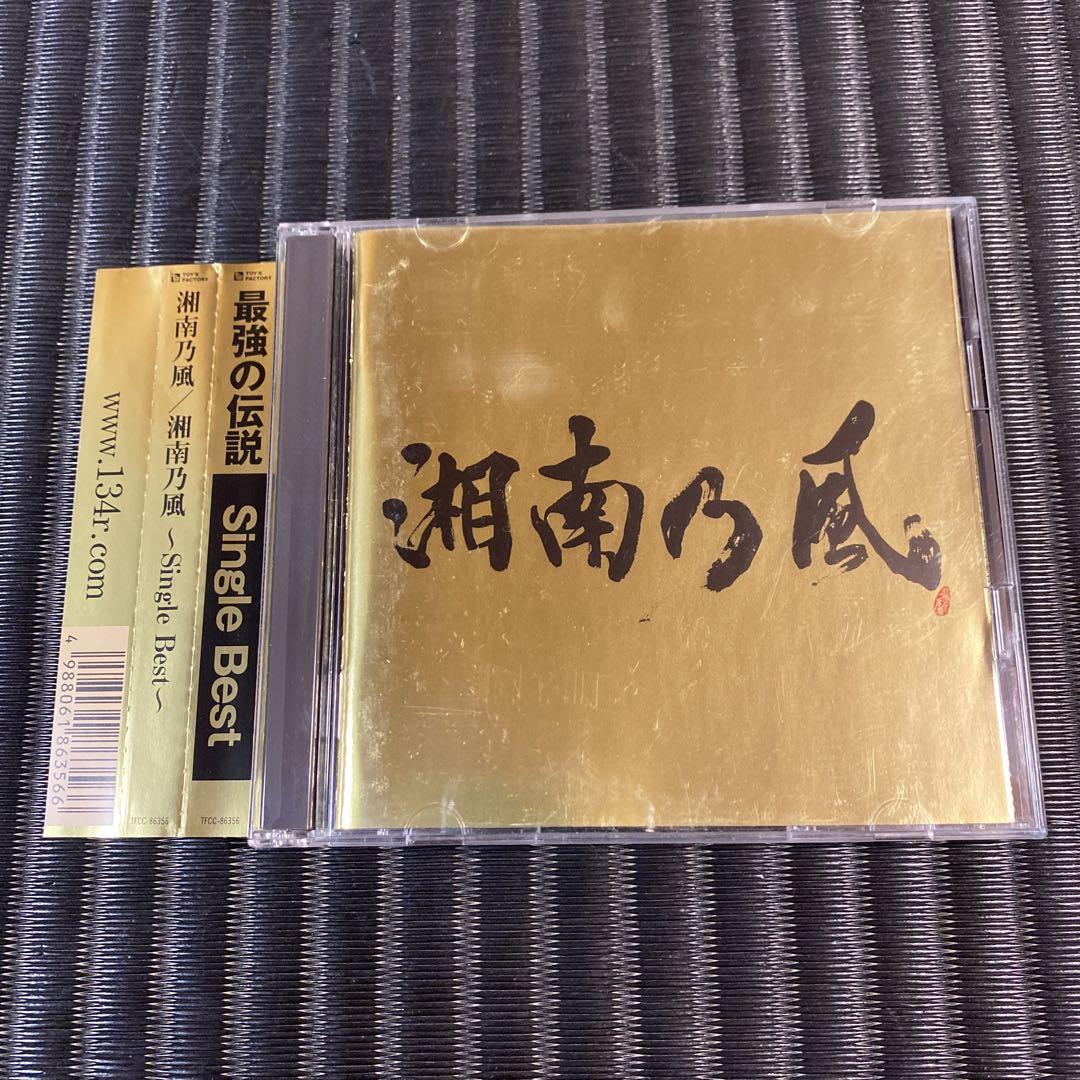 湘南乃風
TOY'S
FACTORY
最強の伝説
Single Best
TFCC-86356
TOY'S
FACTORY
湘南乃風/湘南乃風 ~Single Best~
TFCC-86356
www.134r.com
4 988061 863566